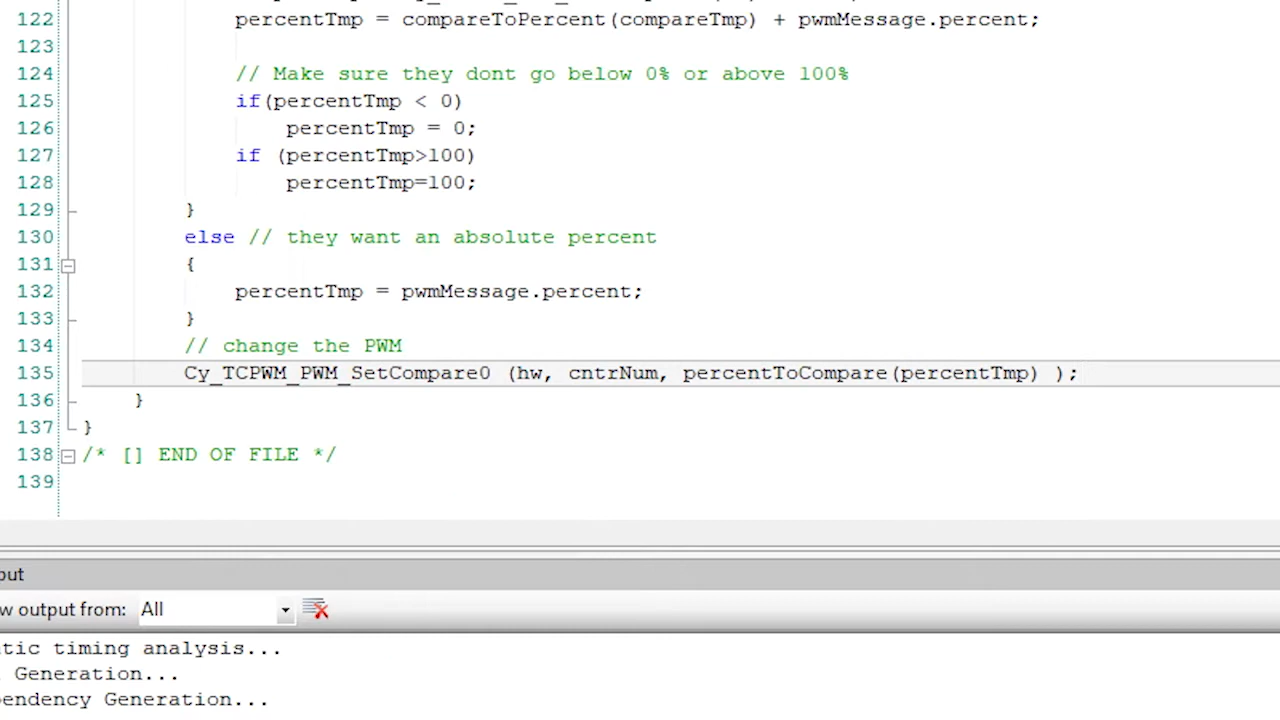 122 percentTmp = compareToPercent(compareTmp) + pwmMessage.percent;
123
124 // Make sure they dont go below 0% or above 100%
125 if(percentTmp < 0)
126 percentTmp = 0;
127 if (percentTmp>100)
128 percentTmp=100;
129 }
130 else // they want an absolute percent
131 {
132 percentTmp = pwmMessage.percent;
133 }
134 // change the PWM
135 Cy_TCPWM_PWM_SetCompare0 (hw, cntrNum, percentToCompare(percentTmp) );
136 }
137 }
138 /* [] END OF FILE */
139
put
w output from: All
tic timing analysis...
Generation...
endency Generation...